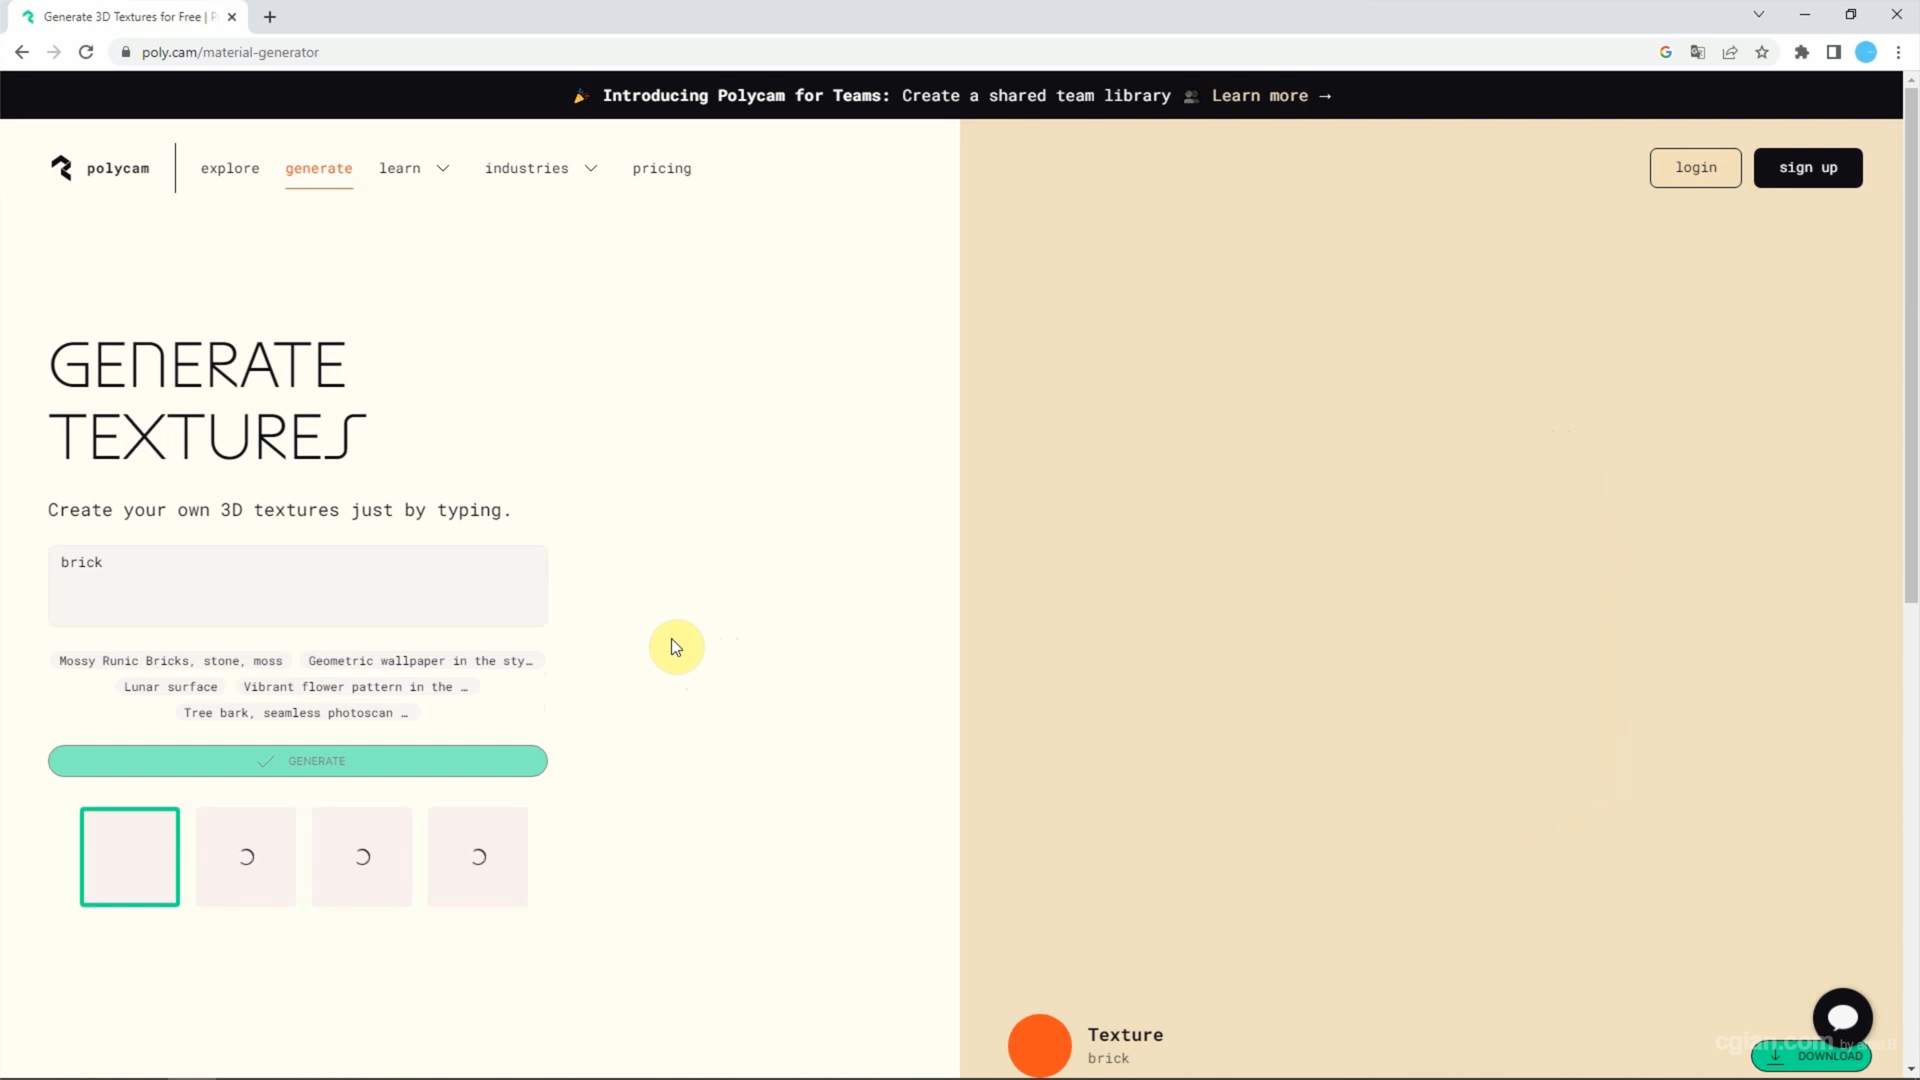 Generate 3D Textures for Free | P
poly.cam/material-generator
Introducing Polycam for Teams: Create a shared team library Learn more →
polycam
explore
generate
learn
industries
pricing
login
sign up
GENERATE
TEXTURES
Create your own 3D textures just by typing.
brick
Mossy Runic Bricks, stone, moss
Geometric wallpaper in the sty…
Lunar surface
Vibrant flower pattern in the …
Tree bark, seamless photoscan …
GENERATE
Texture
brick
cgian.com by
DOWNLOAD